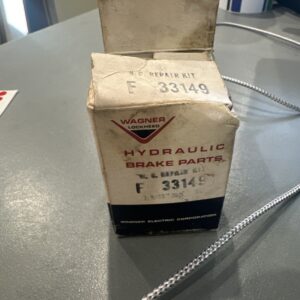 W. C. REPAIR KIT
F 33149
WAGNER
LOCKHEED
HYDRAULIC
BRAKE PARTS
W. C. REPAIR KIT
F 33149
WAGNER ELECTRIC CORPORATION